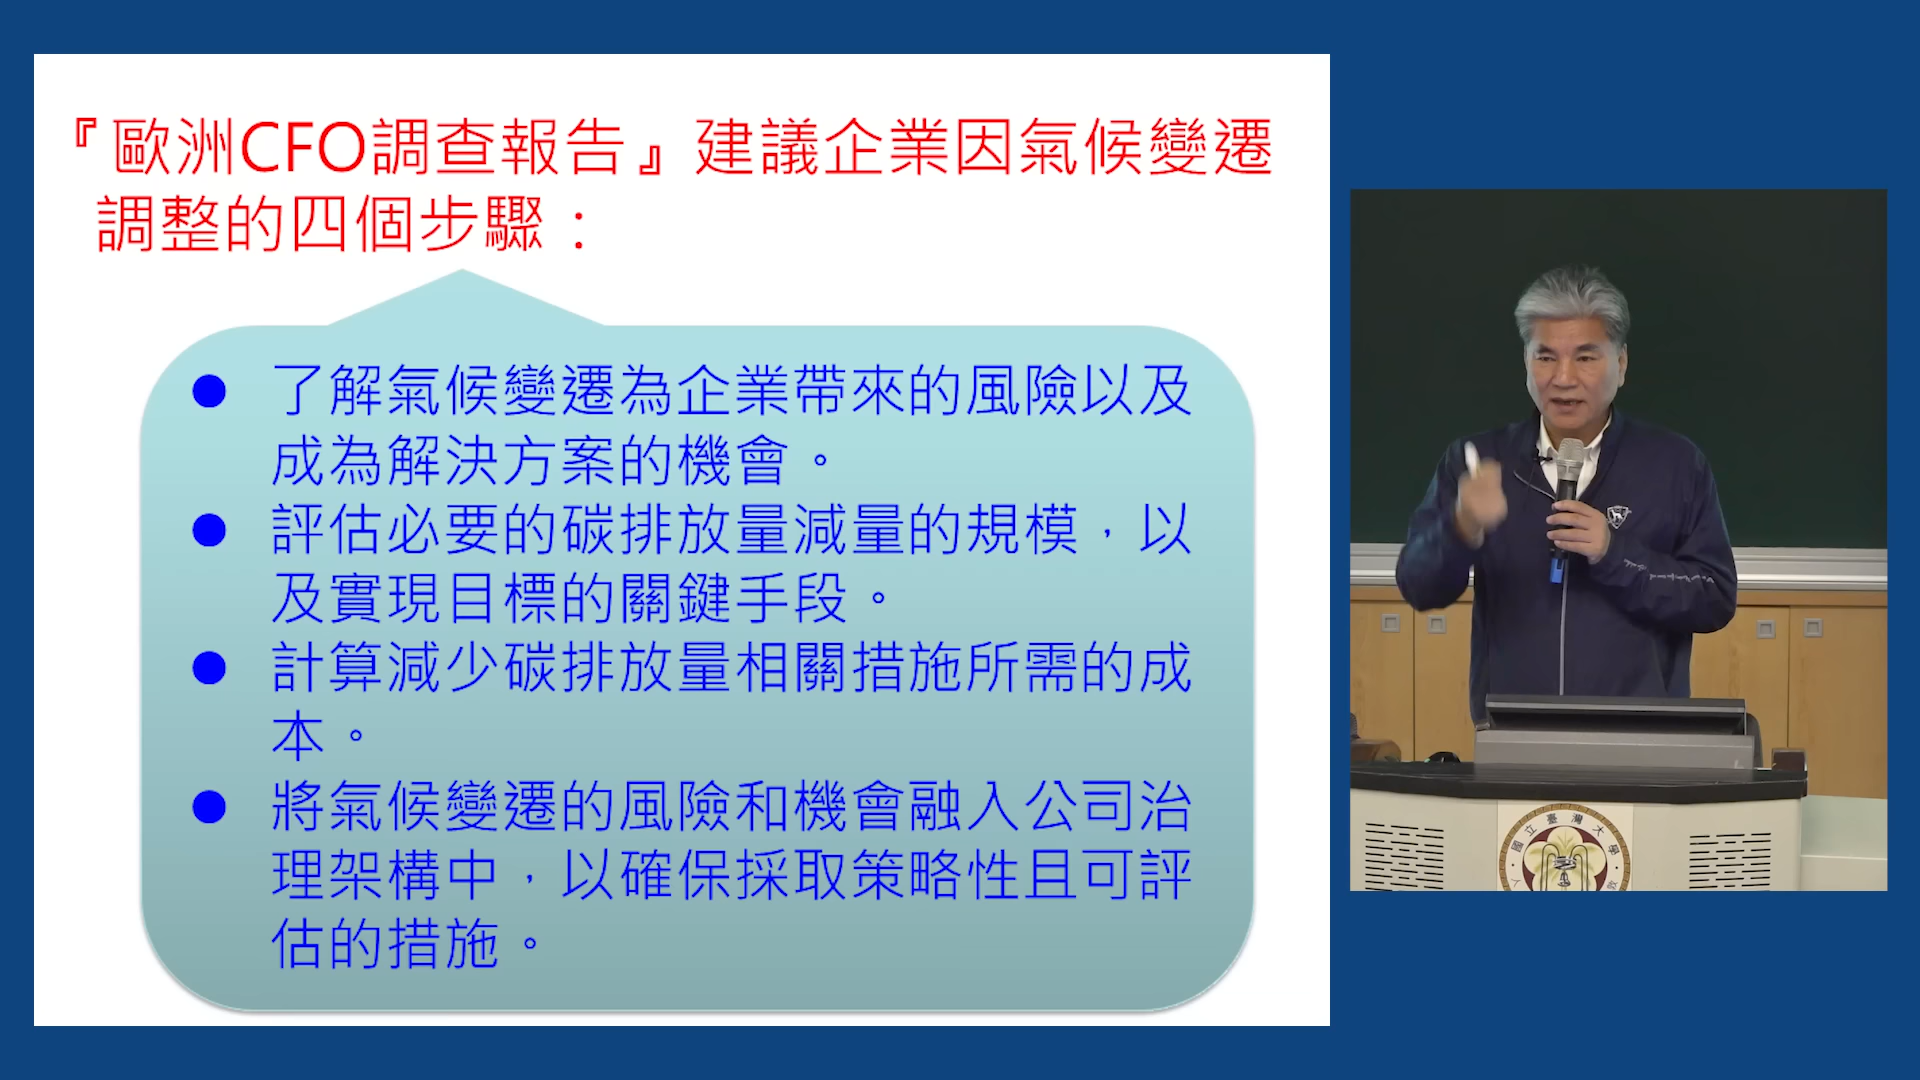 『歐洲CFO調查報告』建議企業因氣候變遷
調整的四個步驟：
● 了解氣候變遷為企業帶來的風險以及
成為解決方案的機會。
● 評估必要的碳排放量減量的規模，以
及實現目標的關鍵手段。
● 計算減少碳排放量相關措施所需的成
本。
● 將氣候變遷的風險和機會融入公司治
理架構中，以確保採取策略性且可評
估的措施。
國立臺灣大學